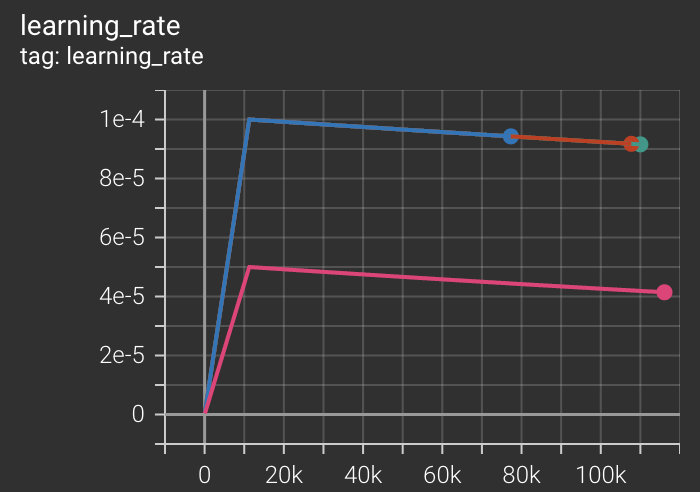 learning_rate
tag: learning_rate
1e-4
8e-5
6e-5
4e-5
2e-5
0
0 20k 40k 60k 80k 100k